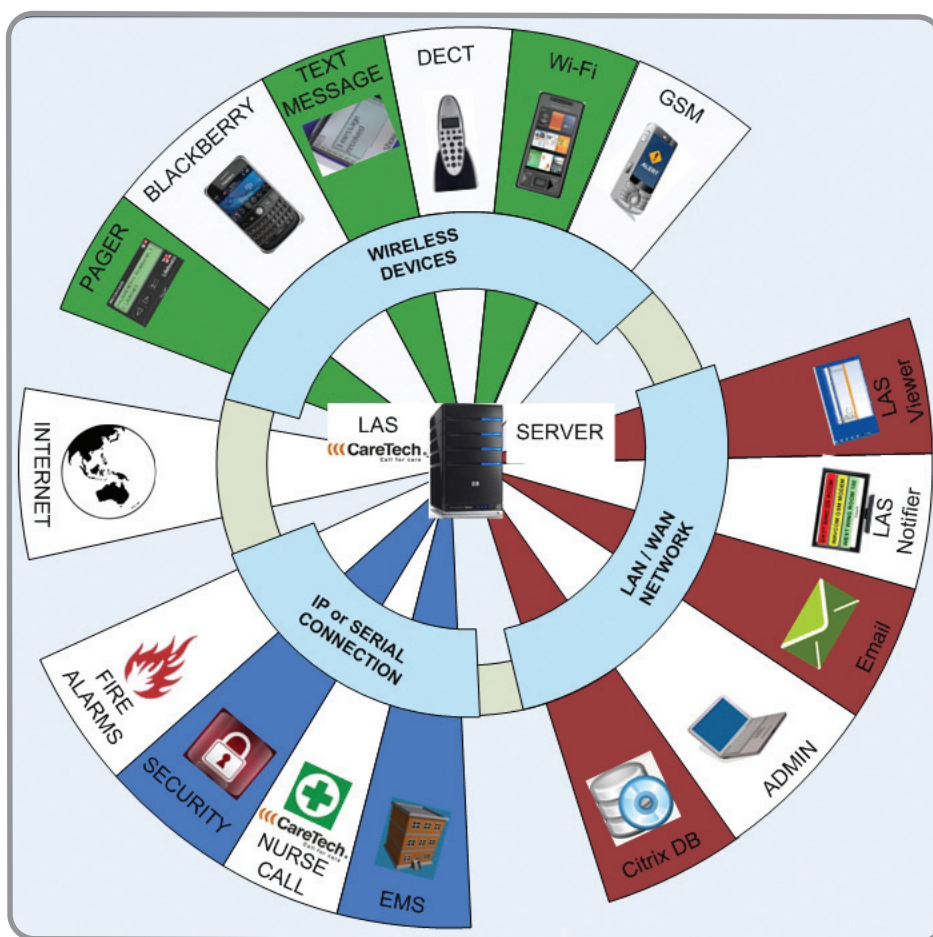 PAGER
BLACKBERRY
TEXT
MESSAGE
DECT
Wi-Fi
GSM
ALERT
WIRELESS
DEVICES
LAS
Viewer
LAS
Notifier
Email
ADMIN
Citrix DB
LAN / WAN
NETWORK
EMS
CareTech
Call for care
NURSE
CALL
SECURITY
FIRE
ALARMS
IP or SERIAL
CONNECTION
INTERNET
LAS
CareTech
Call for care
SERVER